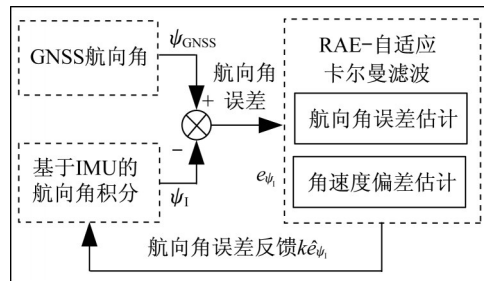 GNSS航向角
ψGNSS
航向角
误差
+
−
基于IMU的
航向角积分
ψI
eψI
RAE-自适应
卡尔曼滤波
航向角误差估计
角速度偏差估计
航向角误差反馈kêψI